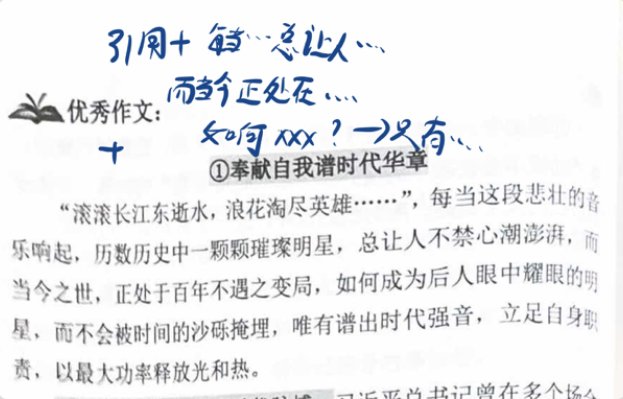 引用＋ 每当…总让人…
而当今正处在…
优秀作文：
＋ 如何xxx？→只有…
①奉献自我谱时代华章
“滚滚长江东逝水，浪花淘尽英雄……”，每当这段悲壮的音
乐响起，历数历史中一颗颗璀璨明星，总让人不禁心潮澎湃，而
当今之世，正处于百年不遇之变局，如何成为后人眼中耀眼的明
星，而不会被时间的沙砾掩埋，唯有谱出时代强音，立足自身职
责，以最大功率释放光和热。
习近平总书记曾在多个场合